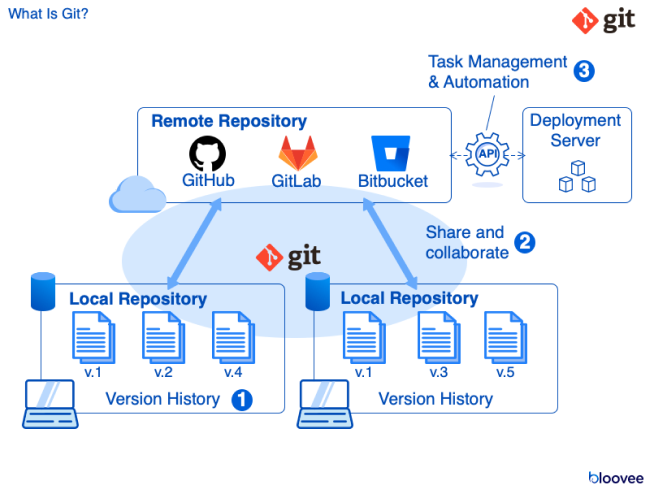 What Is Git?
git
Task Management
& Automation
3
Remote Repository
GitHub
GitLab
Bitbucket
API
Deployment
Server
Share and
collaborate
2
git
Local Repository
v.1
v.2
v.4
Version History
1
Local Repository
v.1
v.3
v.5
Version History
bloovee